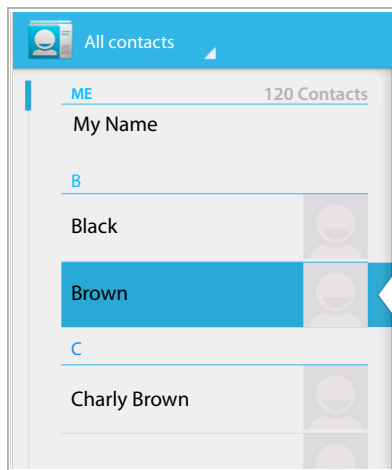 All contacts
ME 120 Contacts
My Name
B
Black
Brown
C
Charly Brown